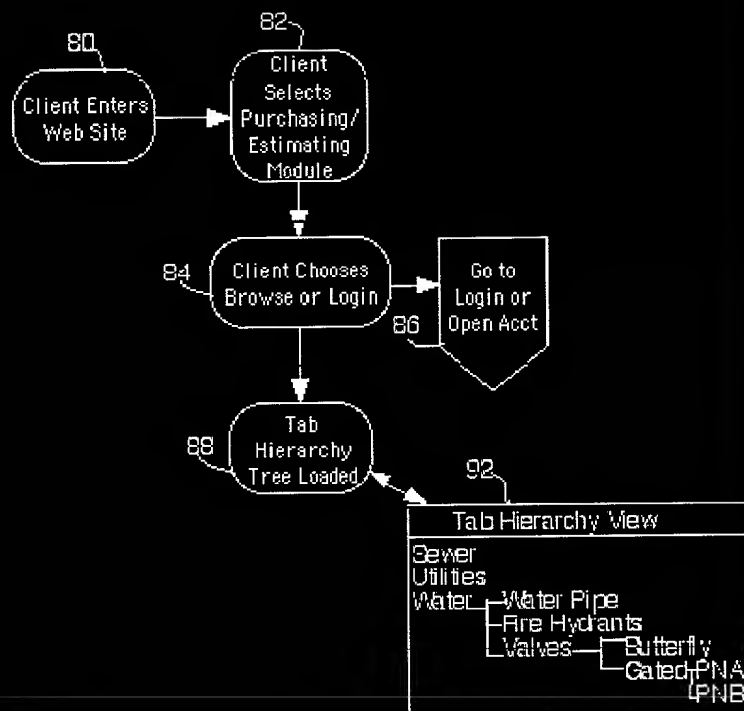 80
Client Enters
Web Site
82
Client
Selects
Purchasing/
Estimating
Module
84
Client Chooses
Browse or Login
86
Go to
Login or
Open Acct
88
Tab
Hierarchy
Tree Loaded
92
Tab Hierarchy View
Sewer
Utilities
Water Water Pipe
Fire Hydrants
Valves Butterfly
Gated PNA
PNB